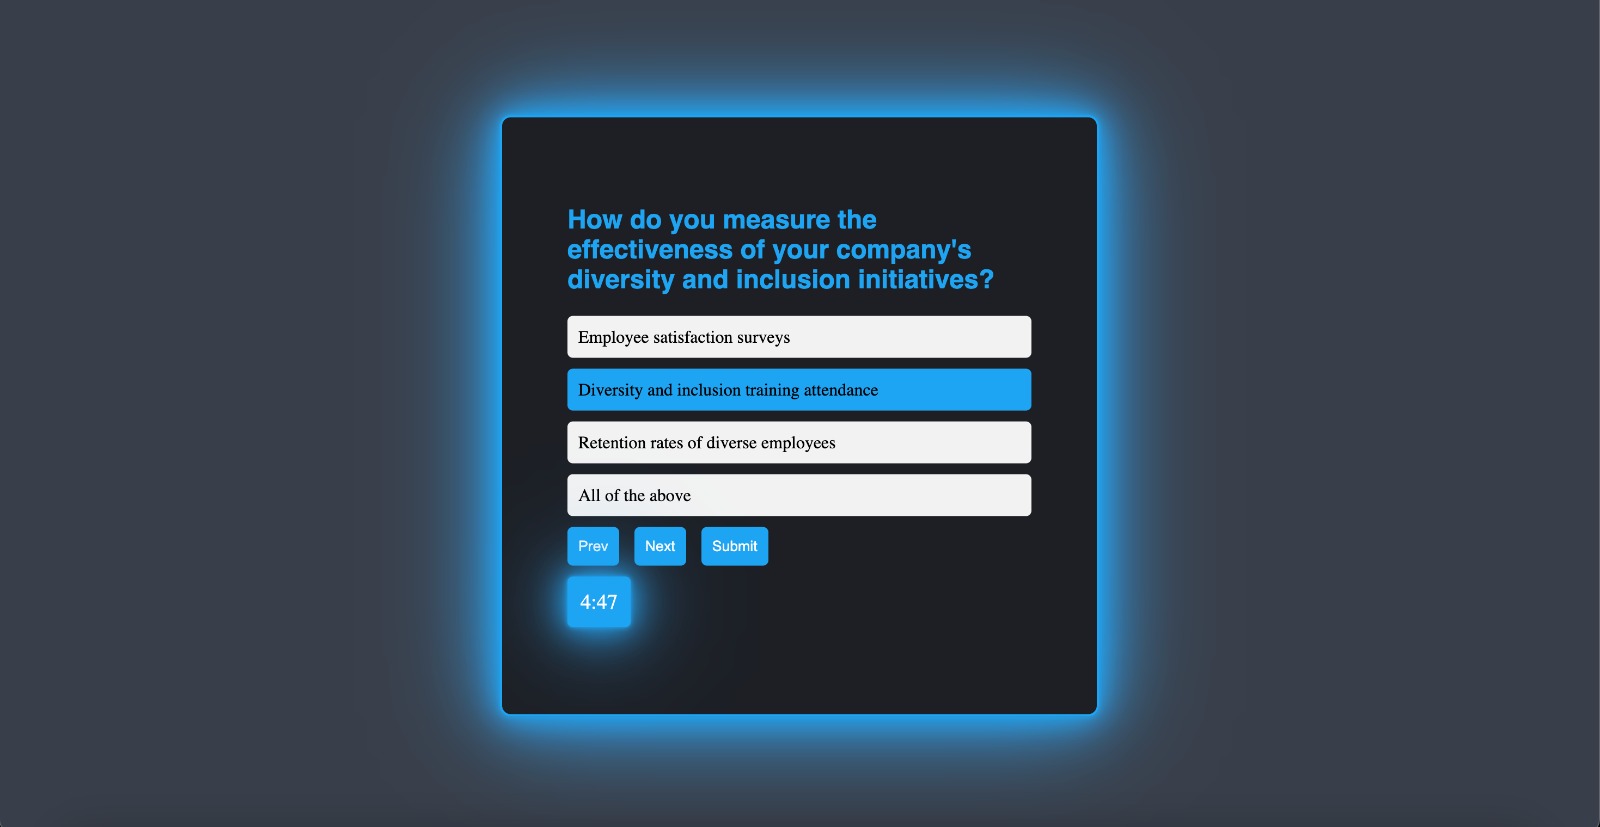 How do you measure the
effectiveness of your company's
diversity and inclusion initiatives?
Employee satisfaction surveys
Diversity and inclusion training attendance
Retention rates of diverse employees
All of the above
Prev Next Submit
4:47